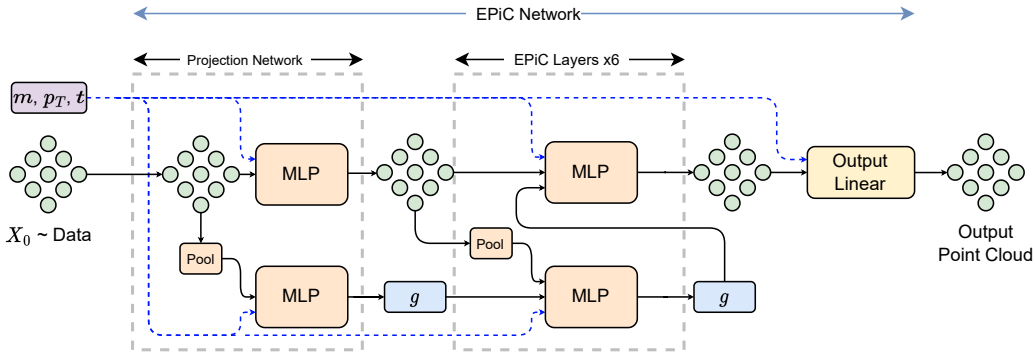 EPiC Network
Projection Network
EPiC Layers x6
m, p_T, t
MLP
MLP
Output
Linear
X_0 ~ Data
Output
Point Cloud
Pool
Pool
MLP
g
MLP
g